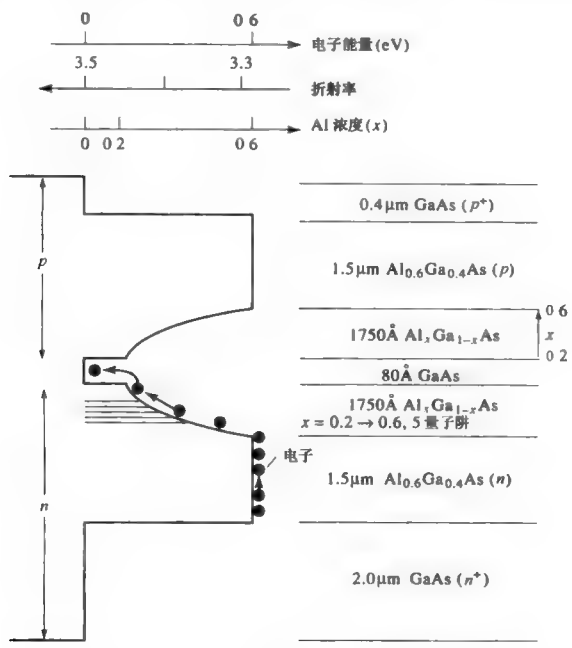 0 0 6
电子能量(eV)
3.5 3.3
折射率
Al 浓度(x)
0 0 2 0 6
0.4μm GaAs (p⁺)
p
1.5μm Al₀.₆Ga₀.₄As (p)
0 6
1750Å AlₓGa₁₋ₓAs
x
0 2
80Å GaAs
1750Å AlₓGa₁₋ₓAs
x = 0.2 → 0.6, 5 量子阱
电子
1.5μm Al₀.₆Ga₀.₄As (n)
n
2.0μm GaAs (n⁺)